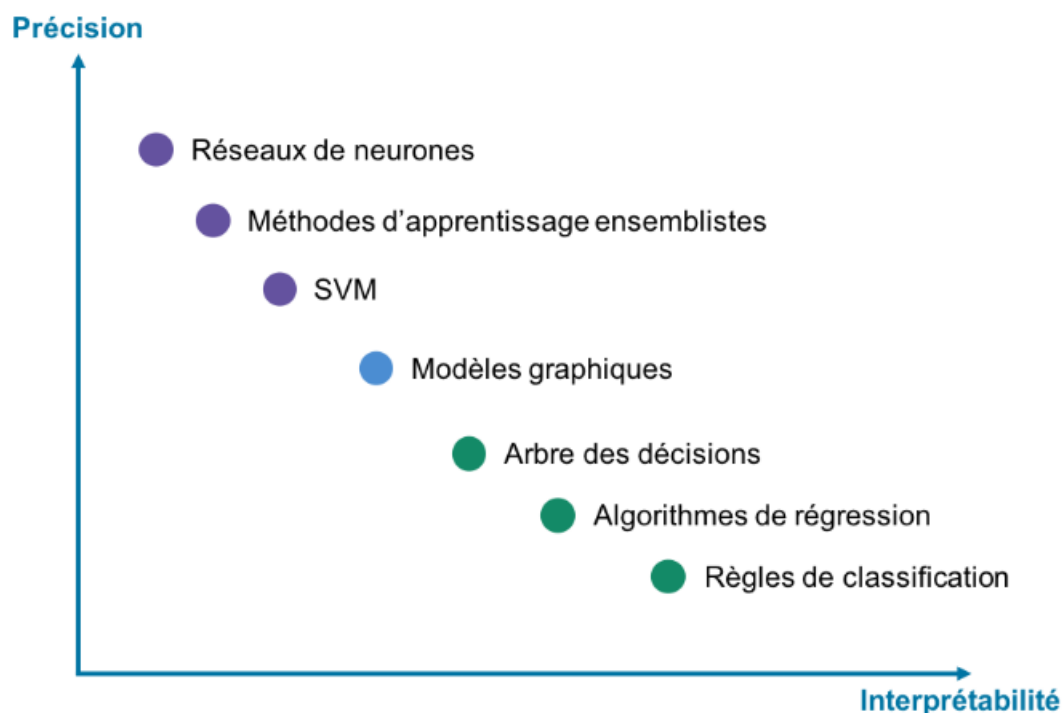 Précision
Réseaux de neurones
Méthodes d'apprentissage ensemblistes
SVM
Modèles graphiques
Arbre des décisions
Algorithmes de régression
Règles de classification
Interprétabilité